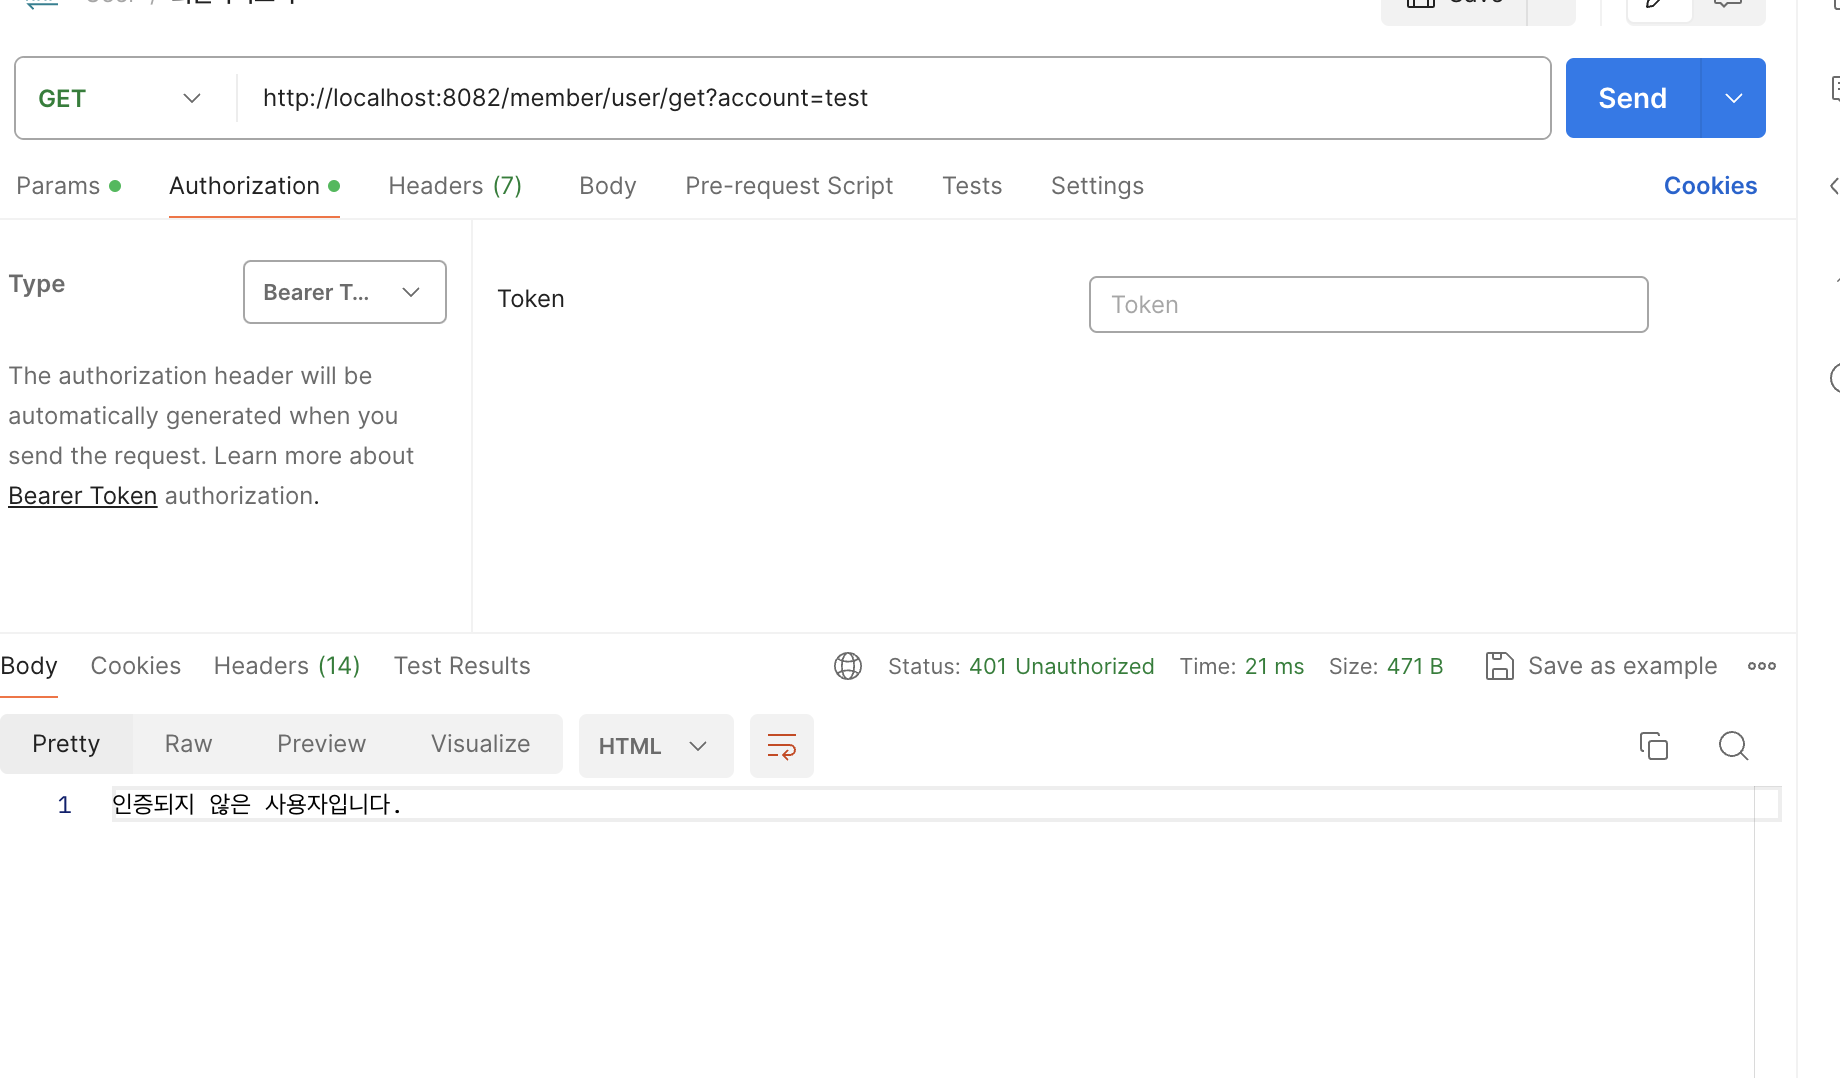 GET http://localhost:8082/member/user/get?account=test Send
Params Authorization Headers (7) Body Pre-request Script Tests Settings Cookies
Type Bearer T... Token Token
The authorization header will be
automatically generated when you
send the request. Learn more about
Bearer Token authorization.
Body Cookies Headers (14) Test Results Status: 401 Unauthorized Time: 21 ms Size: 471 B Save as example
Pretty Raw Preview Visualize HTML
1 인증되지 않은 사용자입니다.